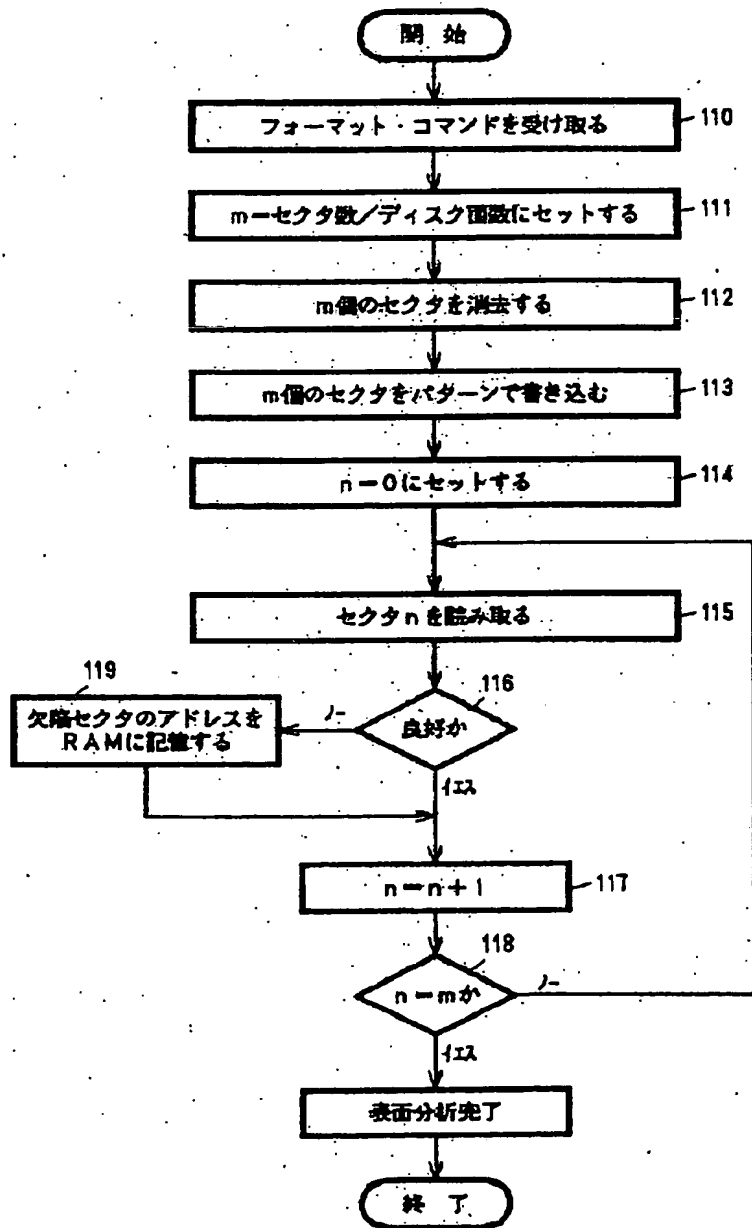 開 始
フォーマット・コマンドを受け取る
110
m=セクタ数/ディスク面数にセットする
111
m個のセクタを消去する
112
m個のセクタをパターンで書き込む
113
n=0にセットする
114
セクタnを読み取る
115
119
116
欠陥セクタのアドレスを
RAMに記憶する
ノー
良好か
イエス
n=n+1
117
118
n=mか
ノー
イエス
表面分析完了
終 了